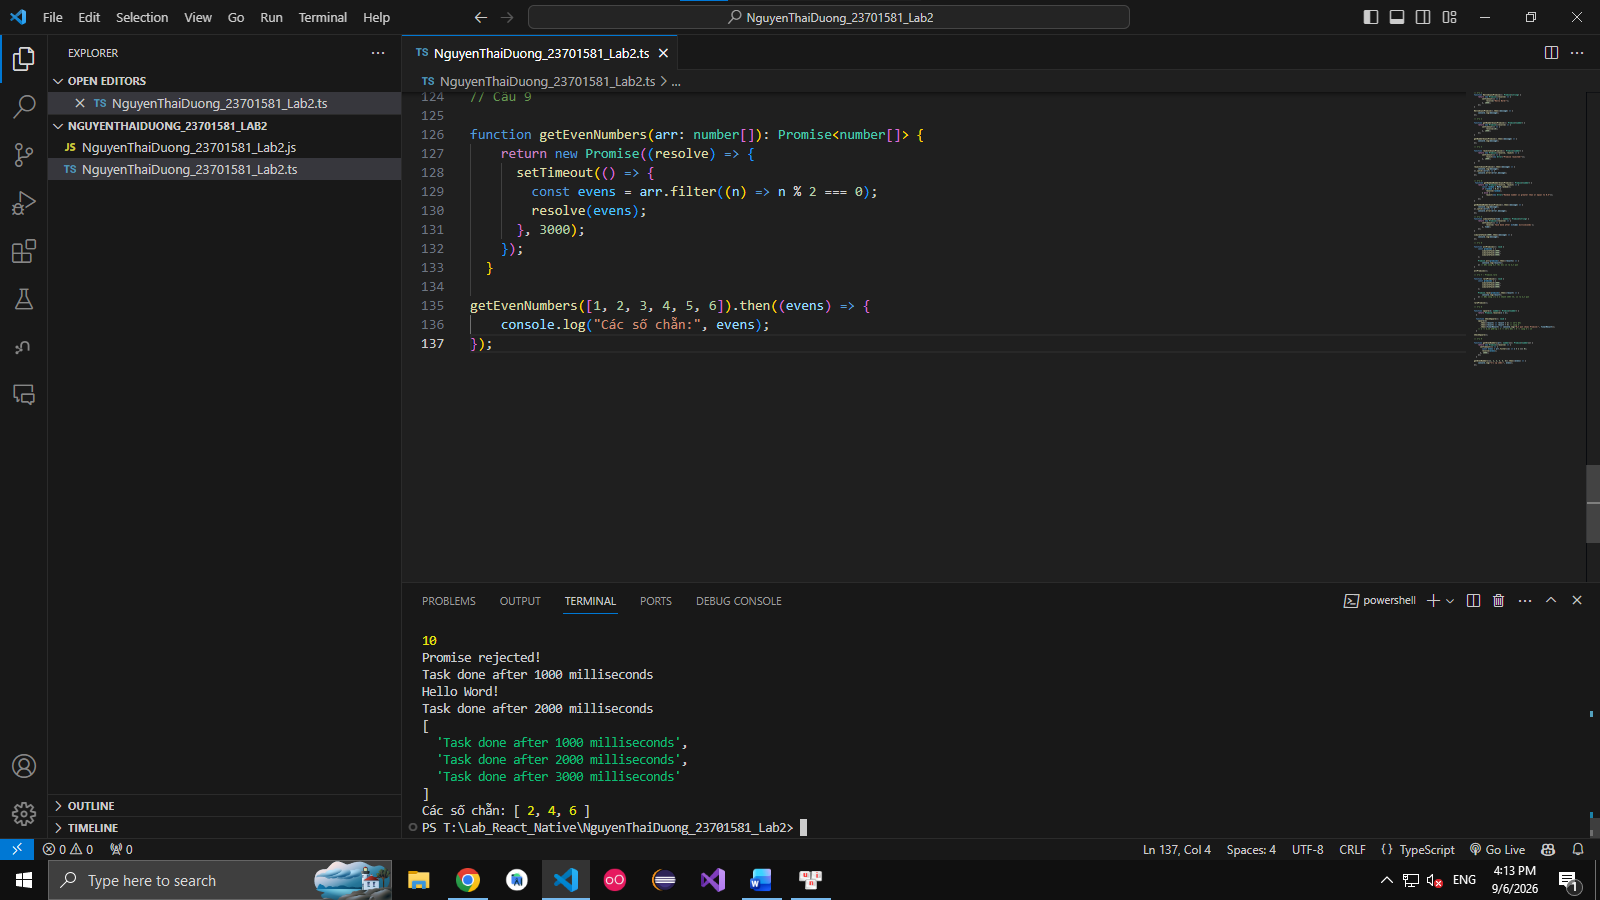 File Edit Selection View Go Run Terminal Help
NguyenThaiDuong_23701581_Lab2
EXPLORER
OPEN EDITORS
TS NguyenThaiDuong_23701581_Lab2.ts
NGUYENTHAIDUONG_23701581_LAB2
JS NguyenThaiDuong_23701581_Lab2.js
TS NguyenThaiDuong_23701581_Lab2.ts
OUTLINE
TIMELINE
TS NguyenThaiDuong_23701581_Lab2.ts
TS NguyenThaiDuong_23701581_Lab2.ts > ...
124 // Câu 9
125
126 function getEvenNumbers(arr: number[]): Promise<number[]> {
127     return new Promise((resolve) => {
128       setTimeout(() => {
129         const evens = arr.filter((n) => n % 2 === 0);
130         resolve(evens);
131       }, 3000);
132     });
133   }
134
135 getEvenNumbers([1, 2, 3, 4, 5, 6]).then((evens) => {
136     console.log("Các số chẵn:", evens);
137 });
PROBLEMS OUTPUT TERMINAL PORTS DEBUG CONSOLE
powershell
10
Promise rejected!
Task done after 1000 milliseconds
Hello Word!
Task done after 2000 milliseconds
[
  'Task done after 1000 milliseconds',
  'Task done after 2000 milliseconds',
  'Task done after 3000 milliseconds'
]
Các số chẵn: [ 2, 4, 6 ]
PS T:\Lab_React_Native\NguyenThaiDuong_23701581_Lab2>
0 0 0
Ln 137, Col 4 Spaces: 4 UTF-8 CRLF {} TypeScript Go Live
Type here to search
ENG
4:13 PM
9/6/2026
1